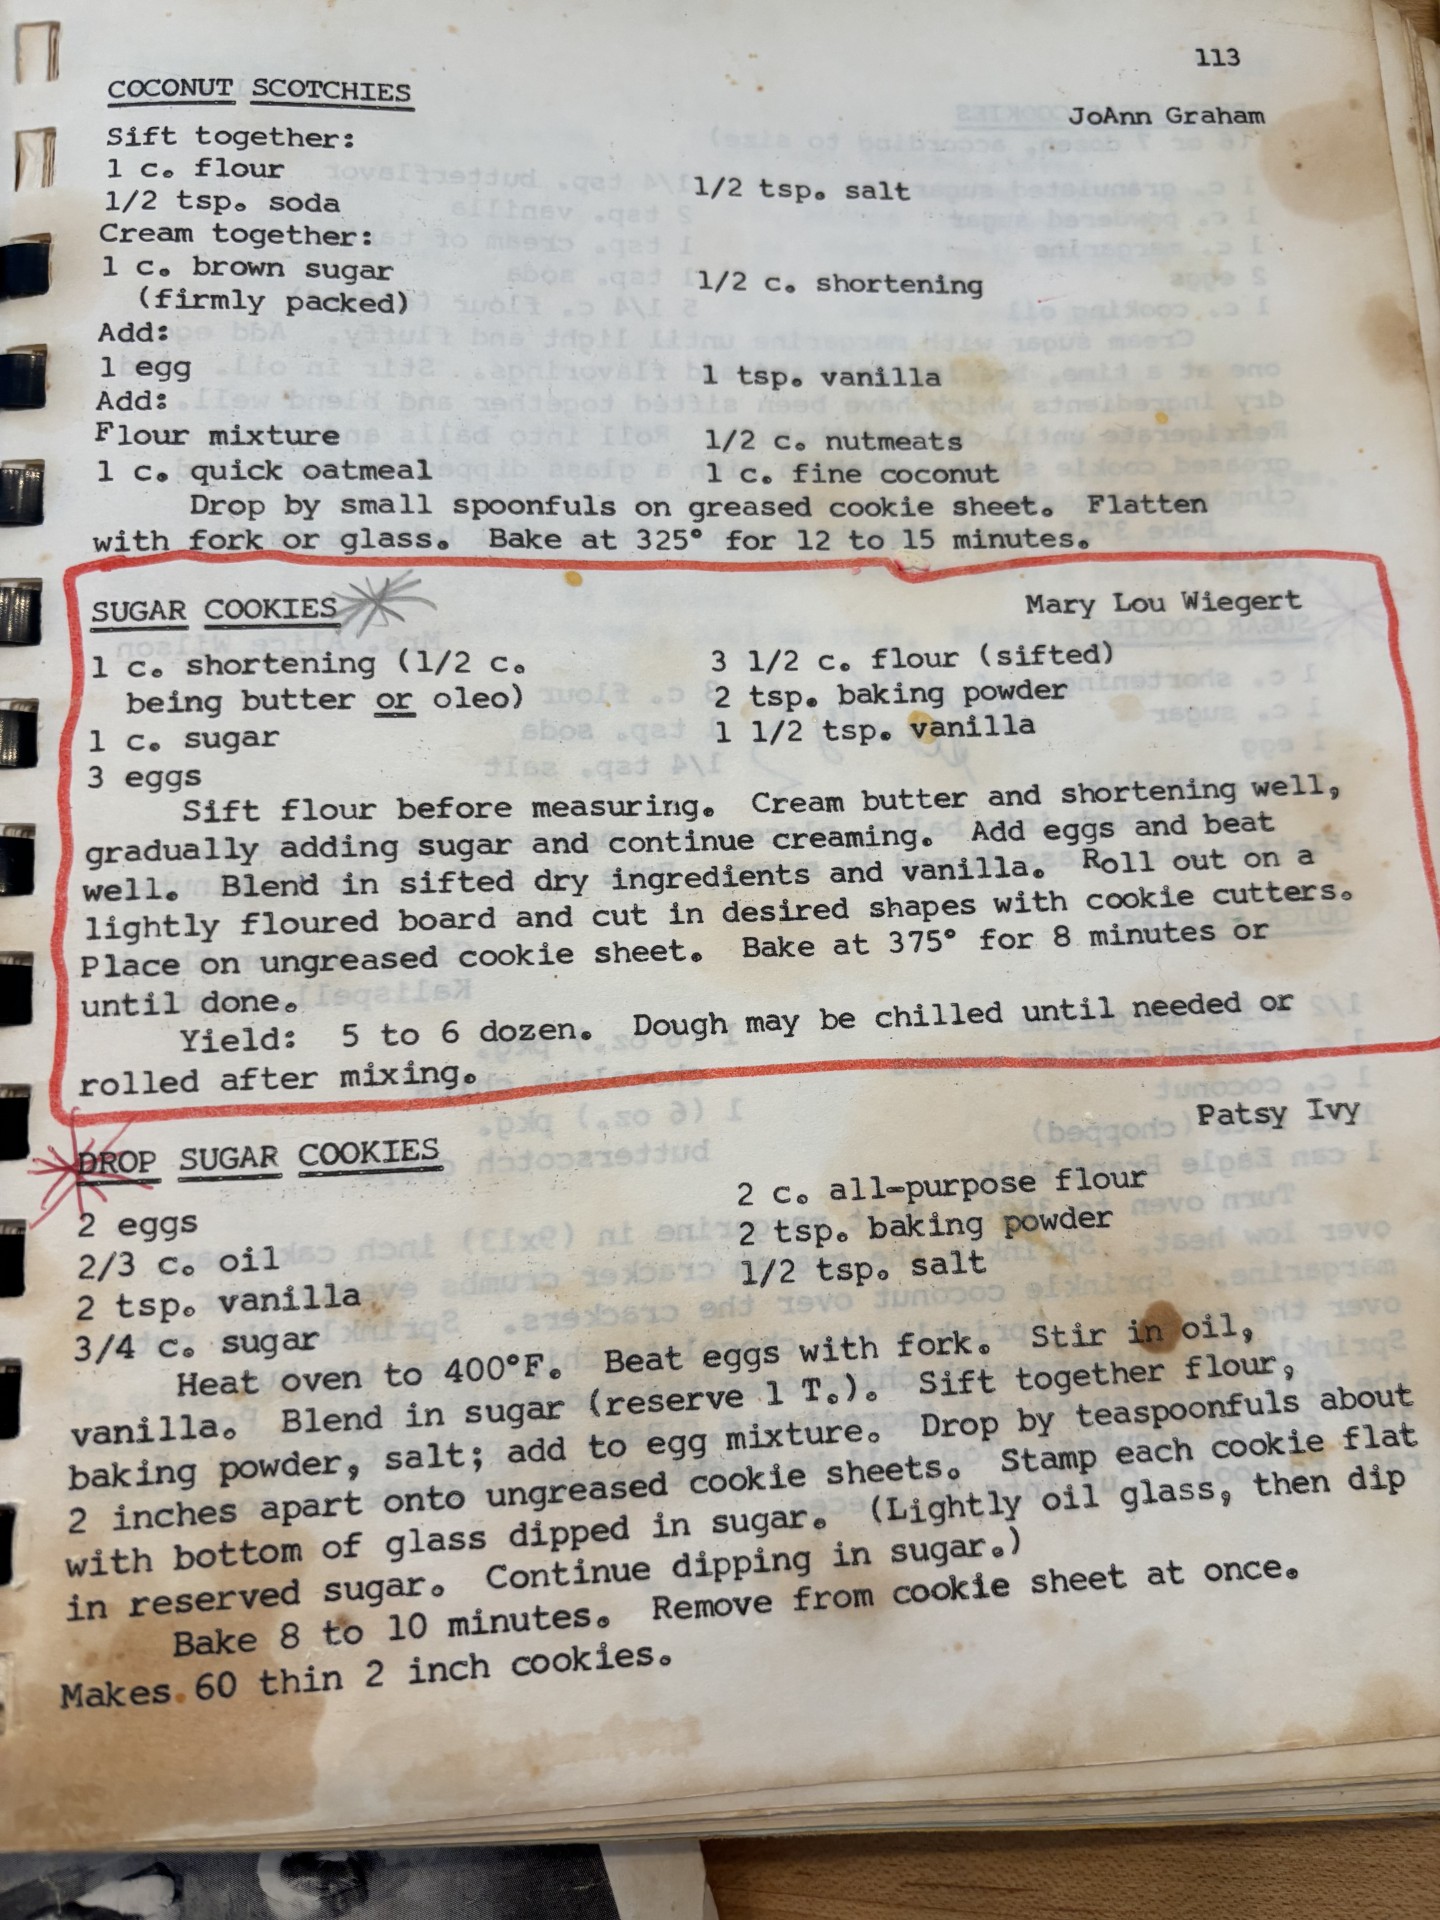 113
COCONUT SCOTCHIES
JoAnn Graham
Sift together:
1 c. flour 1/2 tsp. salt
1/2 tsp. soda
Cream together:
1 c. brown sugar 1/2 c. shortening
(firmly packed)
Add:
1 egg 1 tsp. vanilla
Add:
Flour mixture 1/2 c. nutmeats
1 c. quick oatmeal 1 c. fine coconut
Drop by small spoonfuls on greased cookie sheet. Flatten
with fork or glass. Bake at 325° for 12 to 15 minutes.
SUGAR COOKIES Mary Lou Wiegert
1 c. shortening (1/2 c. 3 1/2 c. flour (sifted)
being butter or oleo) 2 tsp. baking powder
1 c. sugar 1 1/2 tsp. vanilla
3 eggs
Sift flour before measuring. Cream butter and shortening well,
gradually adding sugar and continue creaming. Add eggs and beat
well. Blend in sifted dry ingredients and vanilla. Roll out on a
lightly floured board and cut in desired shapes with cookie cutters.
Place on ungreased cookie sheet. Bake at 375° for 8 minutes or
until done.
Yield: 5 to 6 dozen. Dough may be chilled until needed or
rolled after mixing.
Patsy Ivy
DROP SUGAR COOKIES
2 eggs 2 c. all-purpose flour
2/3 c. oil 2 tsp. baking powder
2 tsp. vanilla 1/2 tsp. salt
3/4 c. sugar
Heat oven to 400°F. Beat eggs with fork. Stir in oil,
vanilla. Blend in sugar (reserve 1 T.). Sift together flour,
baking powder, salt; add to egg mixture. Drop by teaspoonfuls about
2 inches apart onto ungreased cookie sheets. Stamp each cookie flat
with bottom of glass dipped in sugar. (Lightly oil glass, then dip
in reserved sugar. Continue dipping in sugar.)
Bake 8 to 10 minutes. Remove from cookie sheet at once.
Makes 60 thin 2 inch cookies.